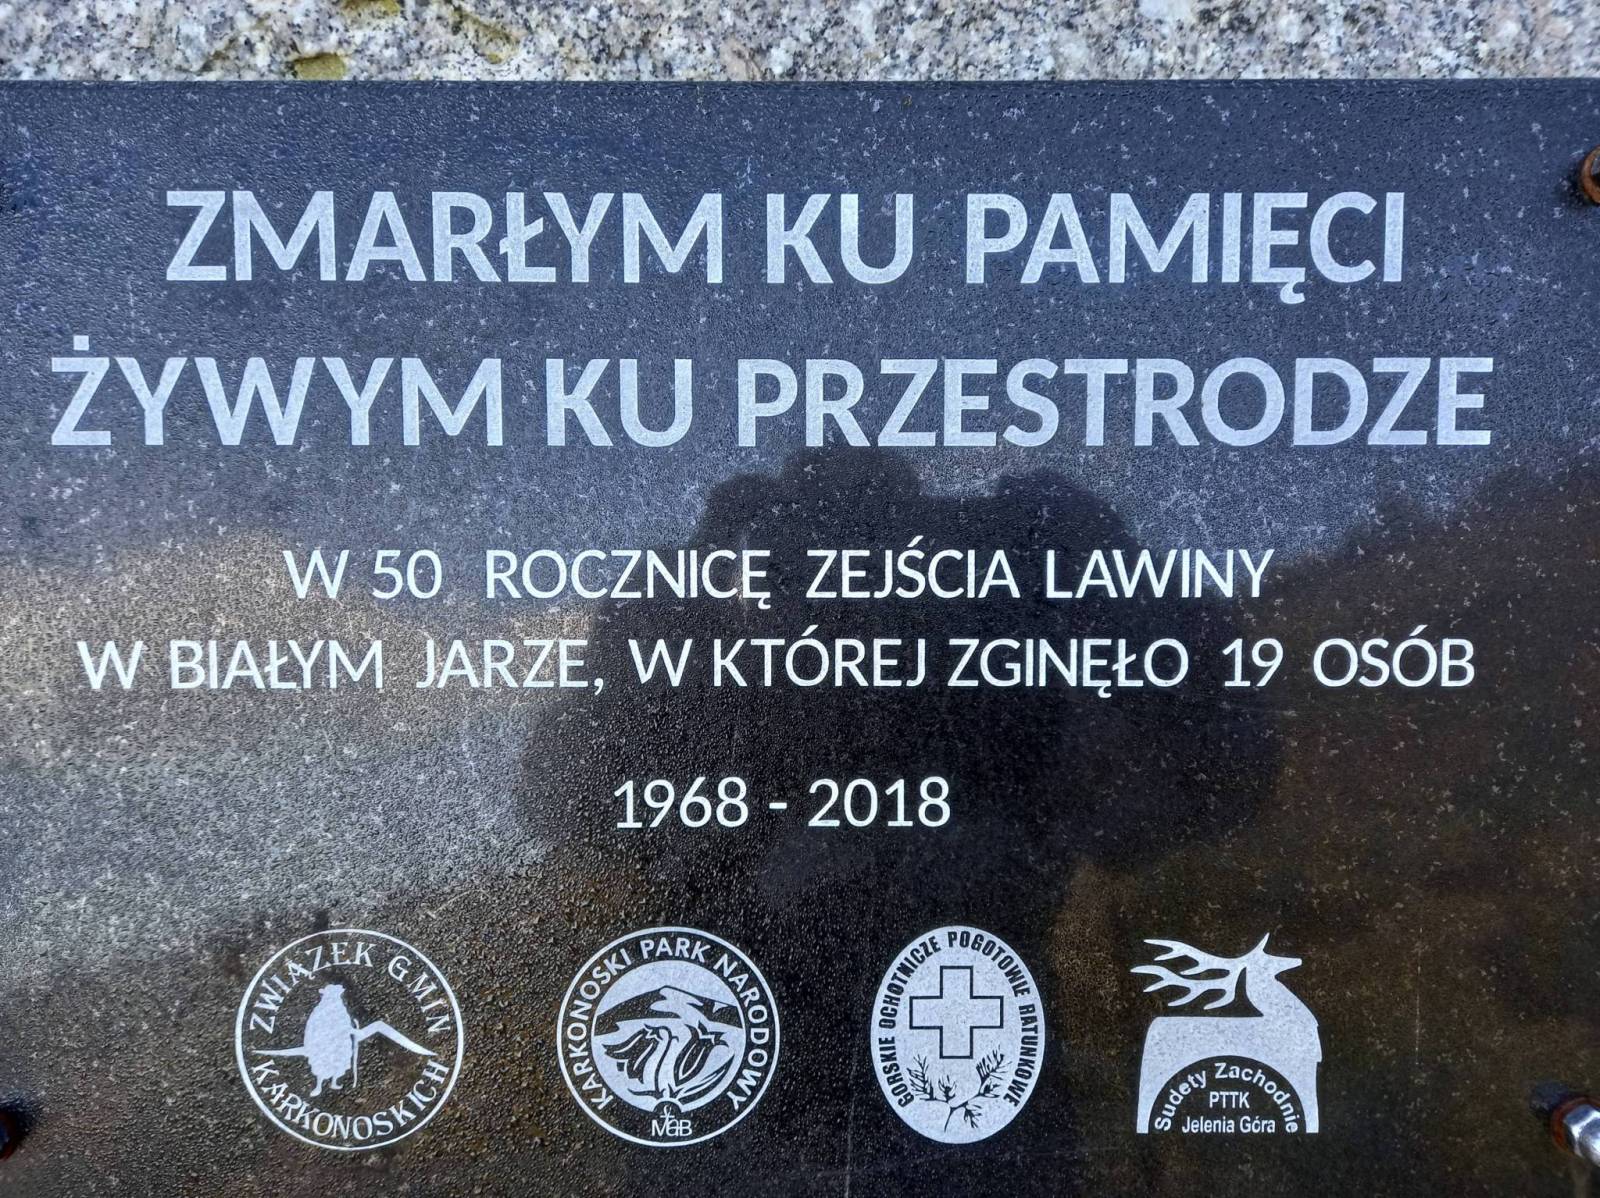 ZMARŁYM KU PAMIĘCI
ŻYWYM KU PRZESTRODZE
W 50 ROCZNICĘ ZEJŚCIA LAWINY
W BIAŁYM JARZE, W KTÓREJ ZGINĘŁO 19 OSÓB
1968 - 2018
ZWIĄZEK GMIN
KARKONOSKICH
KARKONOSKI PARK NARODOWY
MaB
GÓRSKIE OCHOTNICZE POGOTOWIE RATUNKOWE
Sudety Zachodnie
PTTK
Jelenia Góra